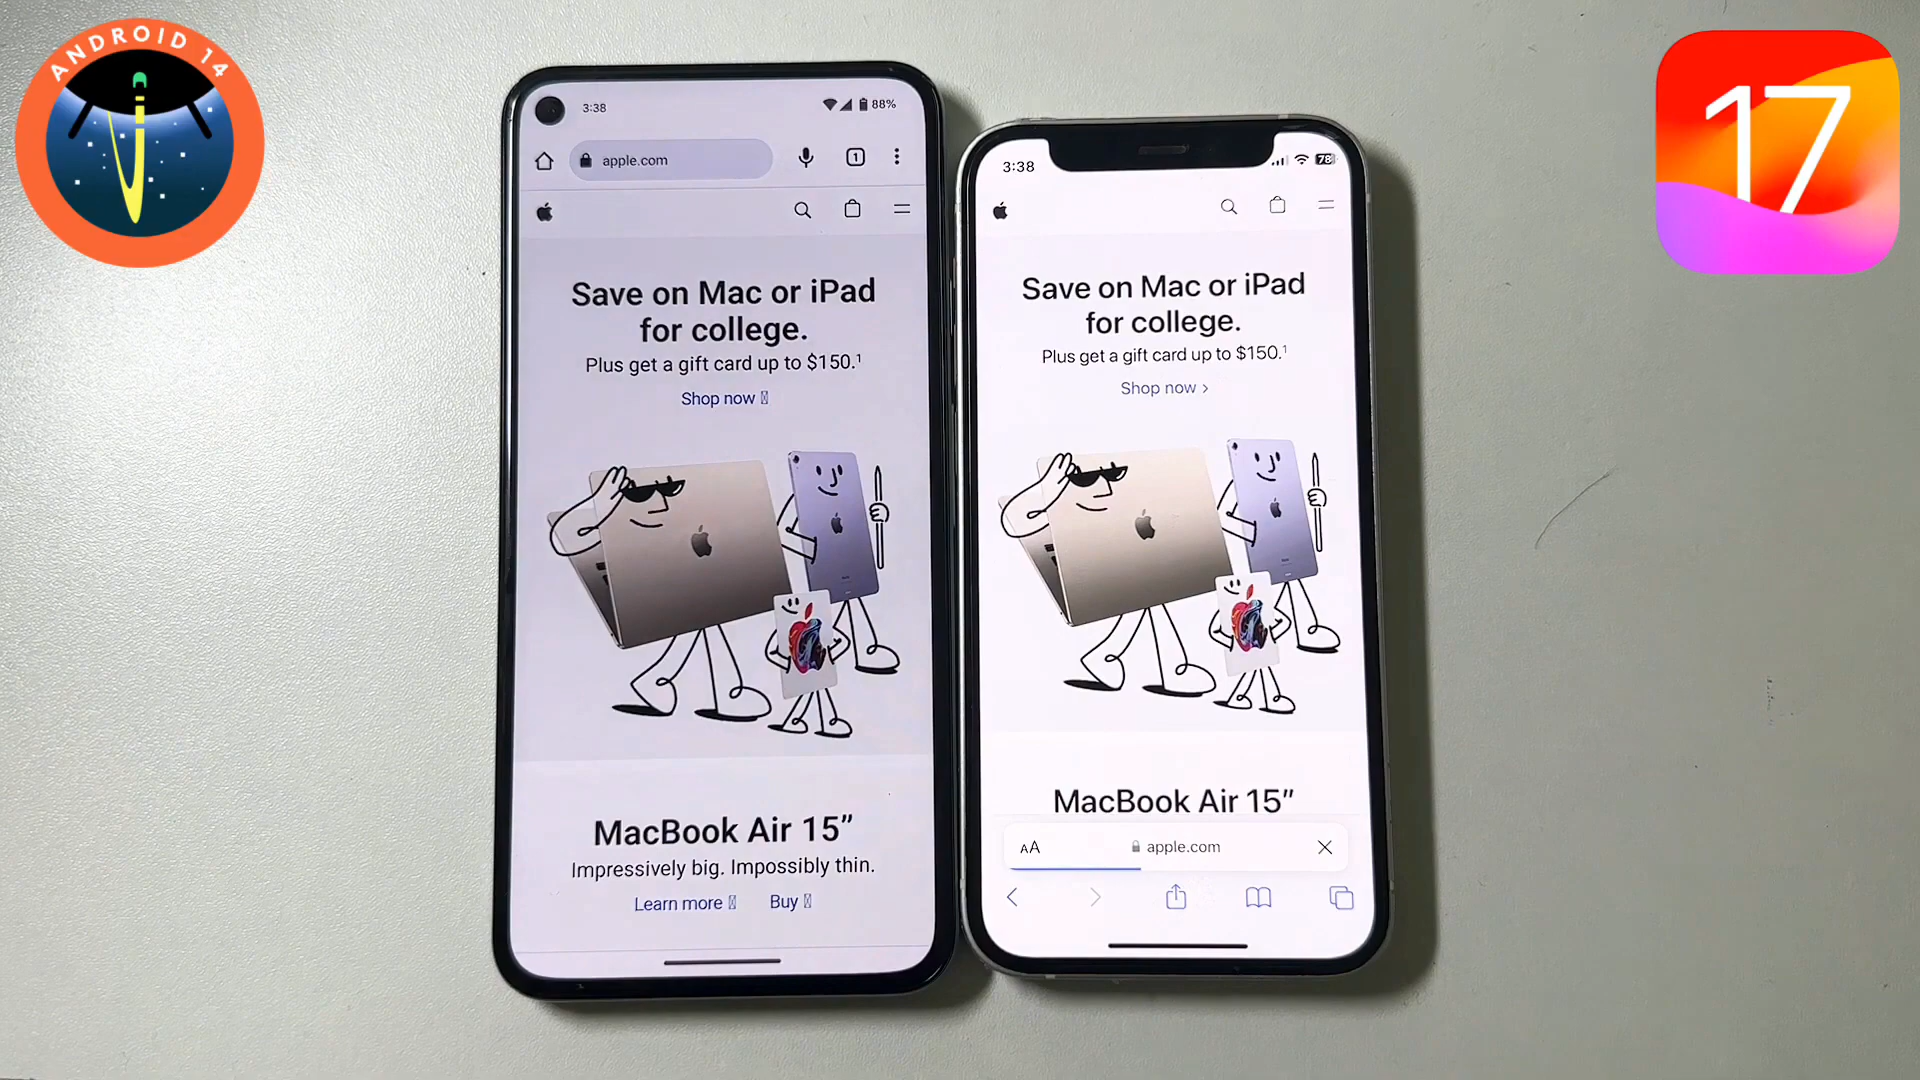 ANDROID 14
3:38
88%
apple.com
1
Save on Mac or iPad
for college.
Plus get a gift card up to $150.¹
Shop now
MacBook Air 15”
Impressively big. Impossibly thin.
Learn more
Buy
3:38
78
Save on Mac or iPad
for college.
Plus get a gift card up to $150.¹
Shop now >
MacBook Air 15”
AA
apple.com
17